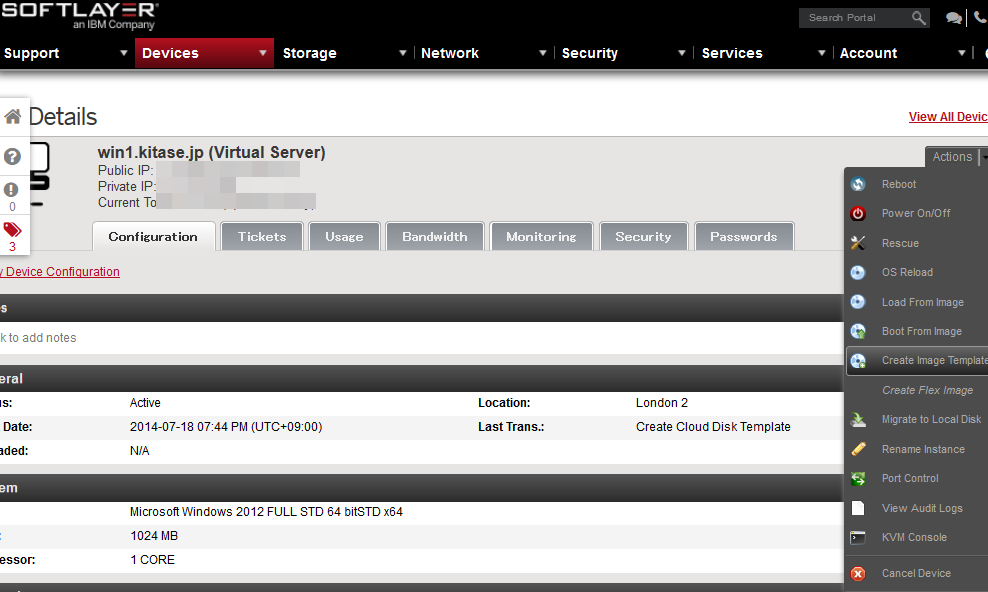 SOFTLAYER®
an IBM Company
Search Portal
Support Devices Storage Network Security Services Account
Details
View All Devic
win1.kitase.jp (Virtual Server)
Public IP:
Private IP:
Current To
Actions
0
3
Configuration Tickets Usage Bandwidth Monitoring Security Passwords
y Device Configuration
es
k to add notes
eral
us: Active Location: London 2
t Date: 2014-07-18 07:44 PM (UTC+09:00) Last Trans.: Create Cloud Disk Template
aded: N/A
em
Microsoft Windows 2012 FULL STD 64 bitSTD x64
: 1024 MB
essor: 1 CORE
Reboot
Power On/Off
Rescue
OS Reload
Load From Image
Boot From Image
Create Image Template
Create Flex Image
Migrate to Local Disk
Rename Instance
Port Control
View Audit Logs
KVM Console
Cancel Device